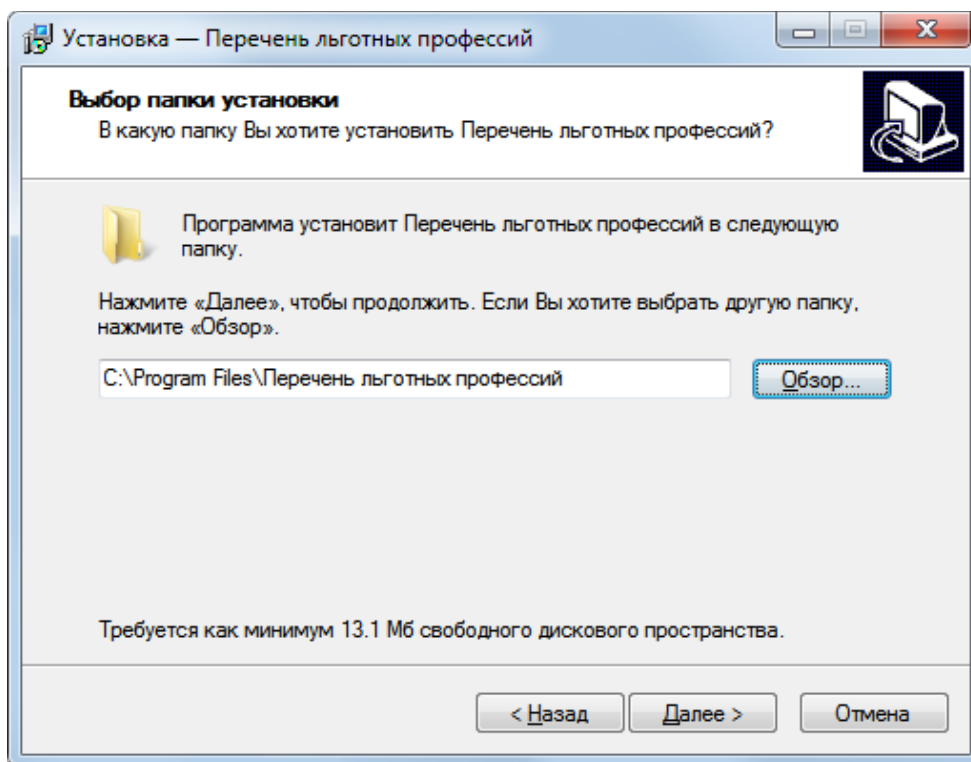 Установка — Перечень льготных профессий
Выбор папки установки
В какую папку Вы хотите установить Перечень льготных профессий?
Программа установит Перечень льготных профессий в следующую
папку.
Нажмите «Далее», чтобы продолжить. Если Вы хотите выбрать другую папку,
нажмите «Обзор».
C:\Program Files\Перечень льготных профессий
Обзор...
Требуется как минимум 13.1 Мб свободного дискового пространства.
< Назад
Далее >
Отмена